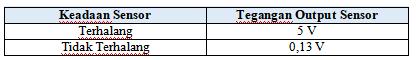 Keadaan Sensor Tegangan Output Sensor
Terhalang 5 V
Tidak Terhalang 0,13 V